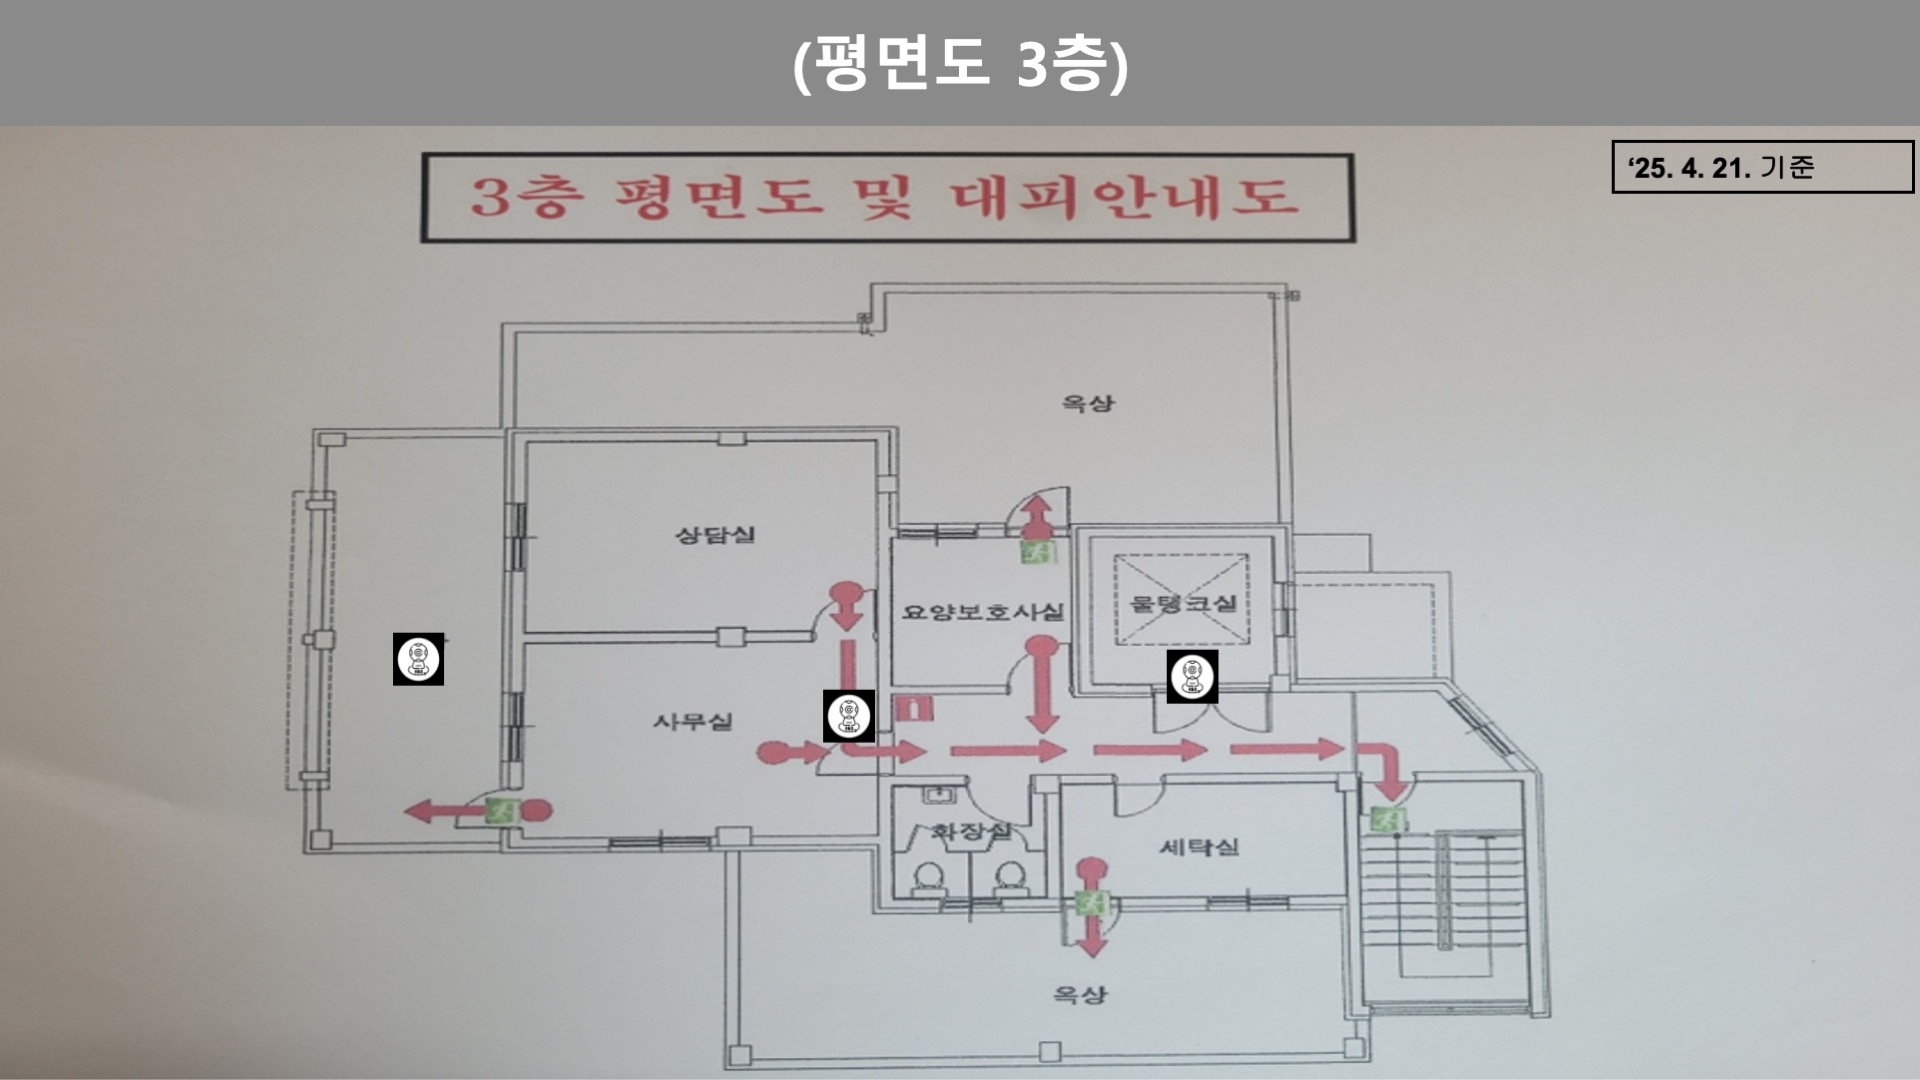 (평면도 3층)
‘25. 4. 21. 기준
3층 평면도 및 대피안내도
옥상
상담실
요양보호사실
물탱크실
사무실
화장실
세탁실
옥상